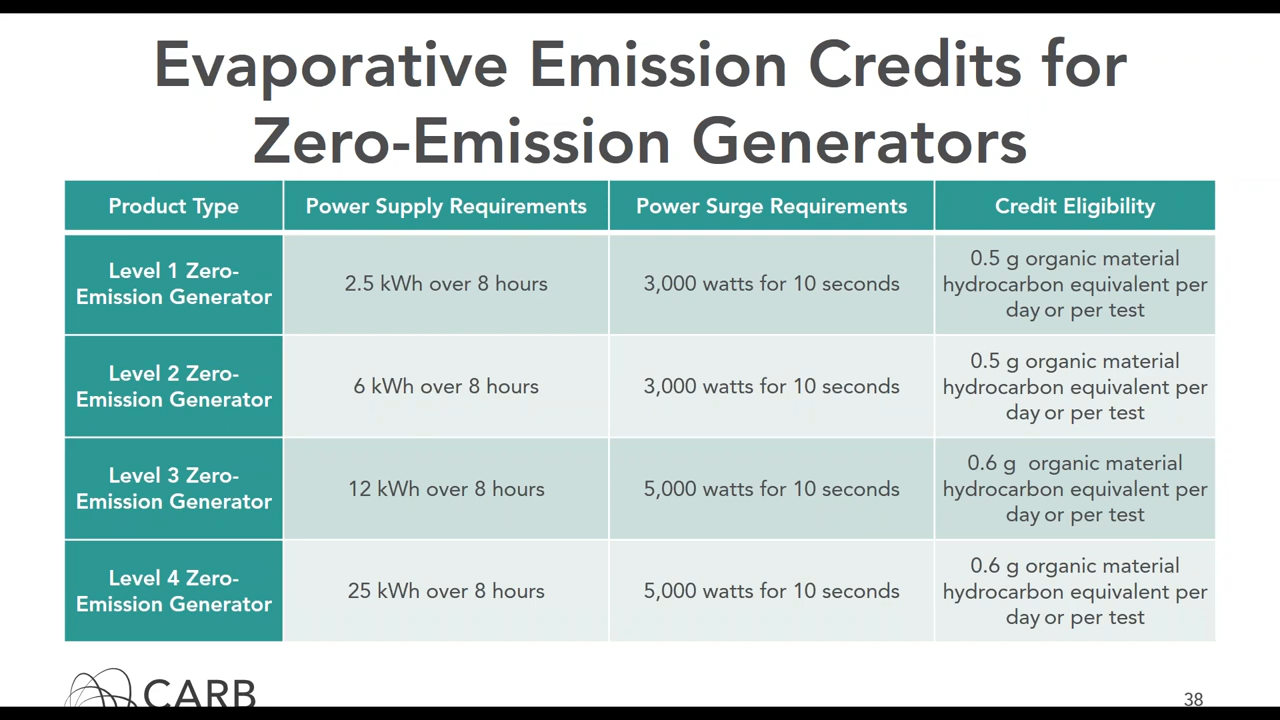 Evaporative Emission Credits for
Zero-Emission Generators
Product Type
Power Supply Requirements
Power Surge Requirements
Credit Eligibility
Level 1 Zero-
Emission Generator
2.5 kWh over 8 hours
3,000 watts for 10 seconds
0.5 g organic material
hydrocarbon equivalent per
day or per test
Level 2 Zero-
Emission Generator
6 kWh over 8 hours
3,000 watts for 10 seconds
0.5 g organic material
hydrocarbon equivalent per
day or per test
Level 3 Zero-
Emission Generator
12 kWh over 8 hours
5,000 watts for 10 seconds
0.6 g  organic material
hydrocarbon equivalent per
day or per test
Level 4 Zero-
Emission Generator
25 kWh over 8 hours
5,000 watts for 10 seconds
0.6 g organic material
hydrocarbon equivalent per
day or per test
CARB
38